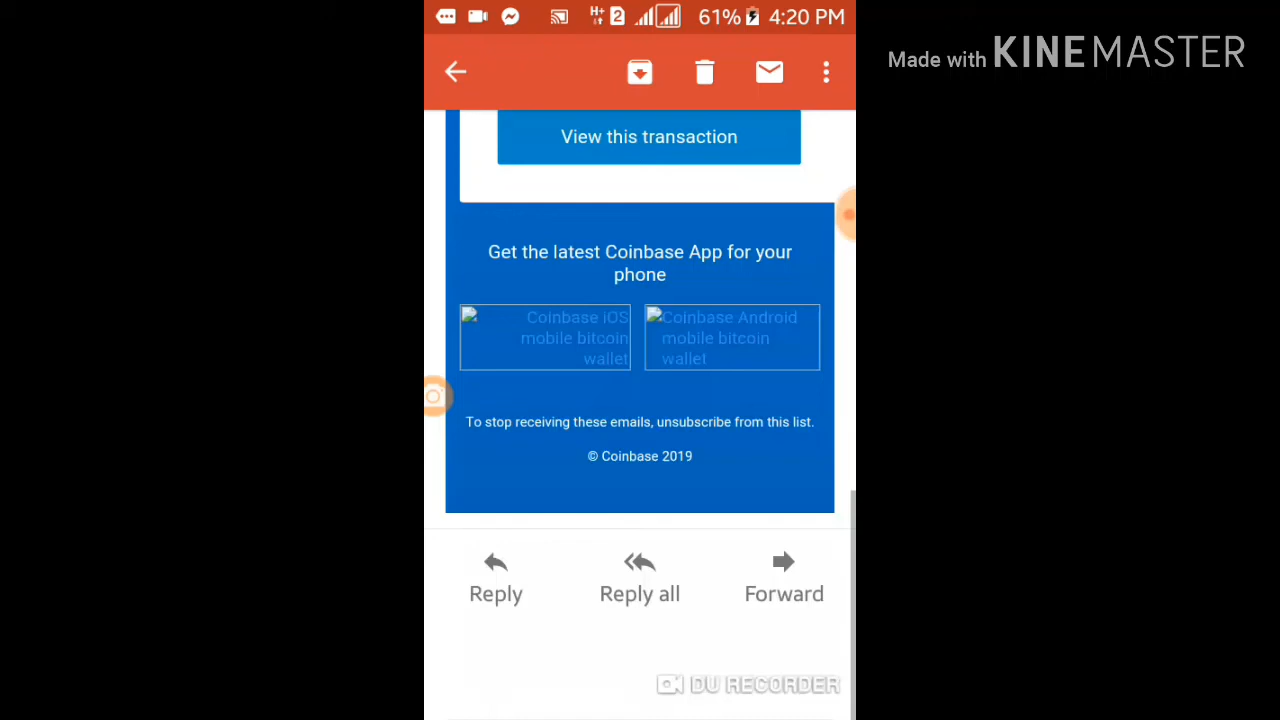 61% 4:20 PM
Made with KINEMASTER
View this transaction
Get the latest Coinbase App for your
phone
Coinbase iOS
mobile bitcoin
wallet
Coinbase Android
mobile bitcoin
wallet
To stop receiving these emails, unsubscribe from this list.
© Coinbase 2019
Reply
Reply all
Forward
DU RECORDER